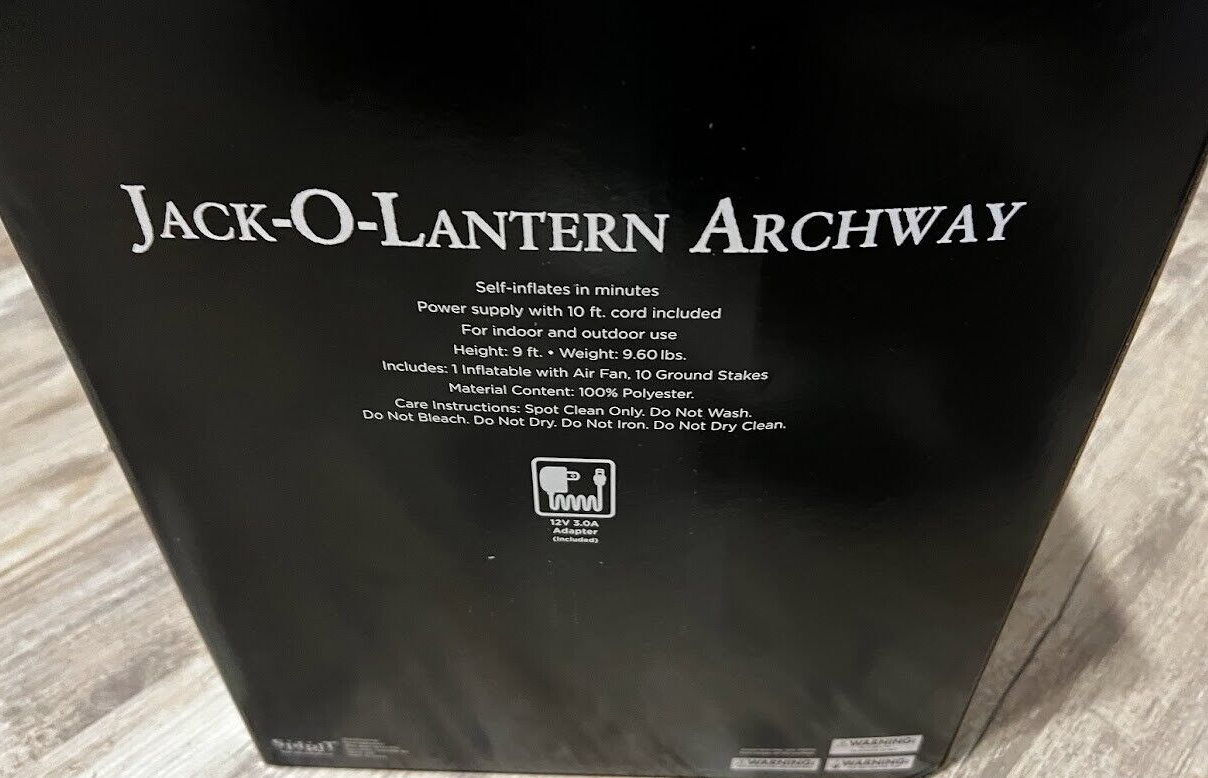 JACK-O-LANTERN ARCHWAY
Self-inflates in minutes
Power supply with 10 ft. cord included
For indoor and outdoor use
Height: 9 ft. • Weight: 9.60 lbs.
Includes: 1 Inflatable with Air Fan, 10 Ground Stakes
Material Content: 100% Polyester.
Care Instructions: Spot Clean Only. Do Not Wash.
Do Not Bleach. Do Not Dry. Do Not Iron. Do Not Dry Clean.
12V 3.0A
Adapter
(Included)
WARNING:
WARNING:
WARNING: